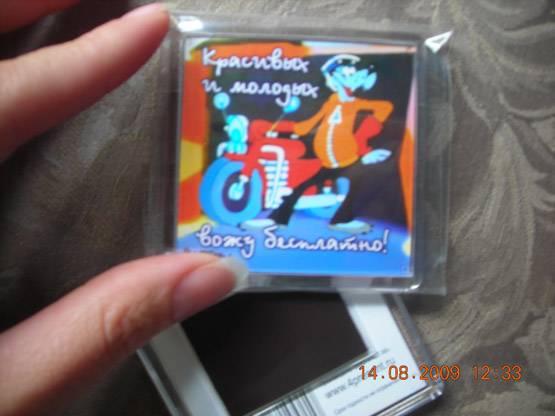 Красивых
и молодых
вожу бесплатно!
14.08.2009 12:33